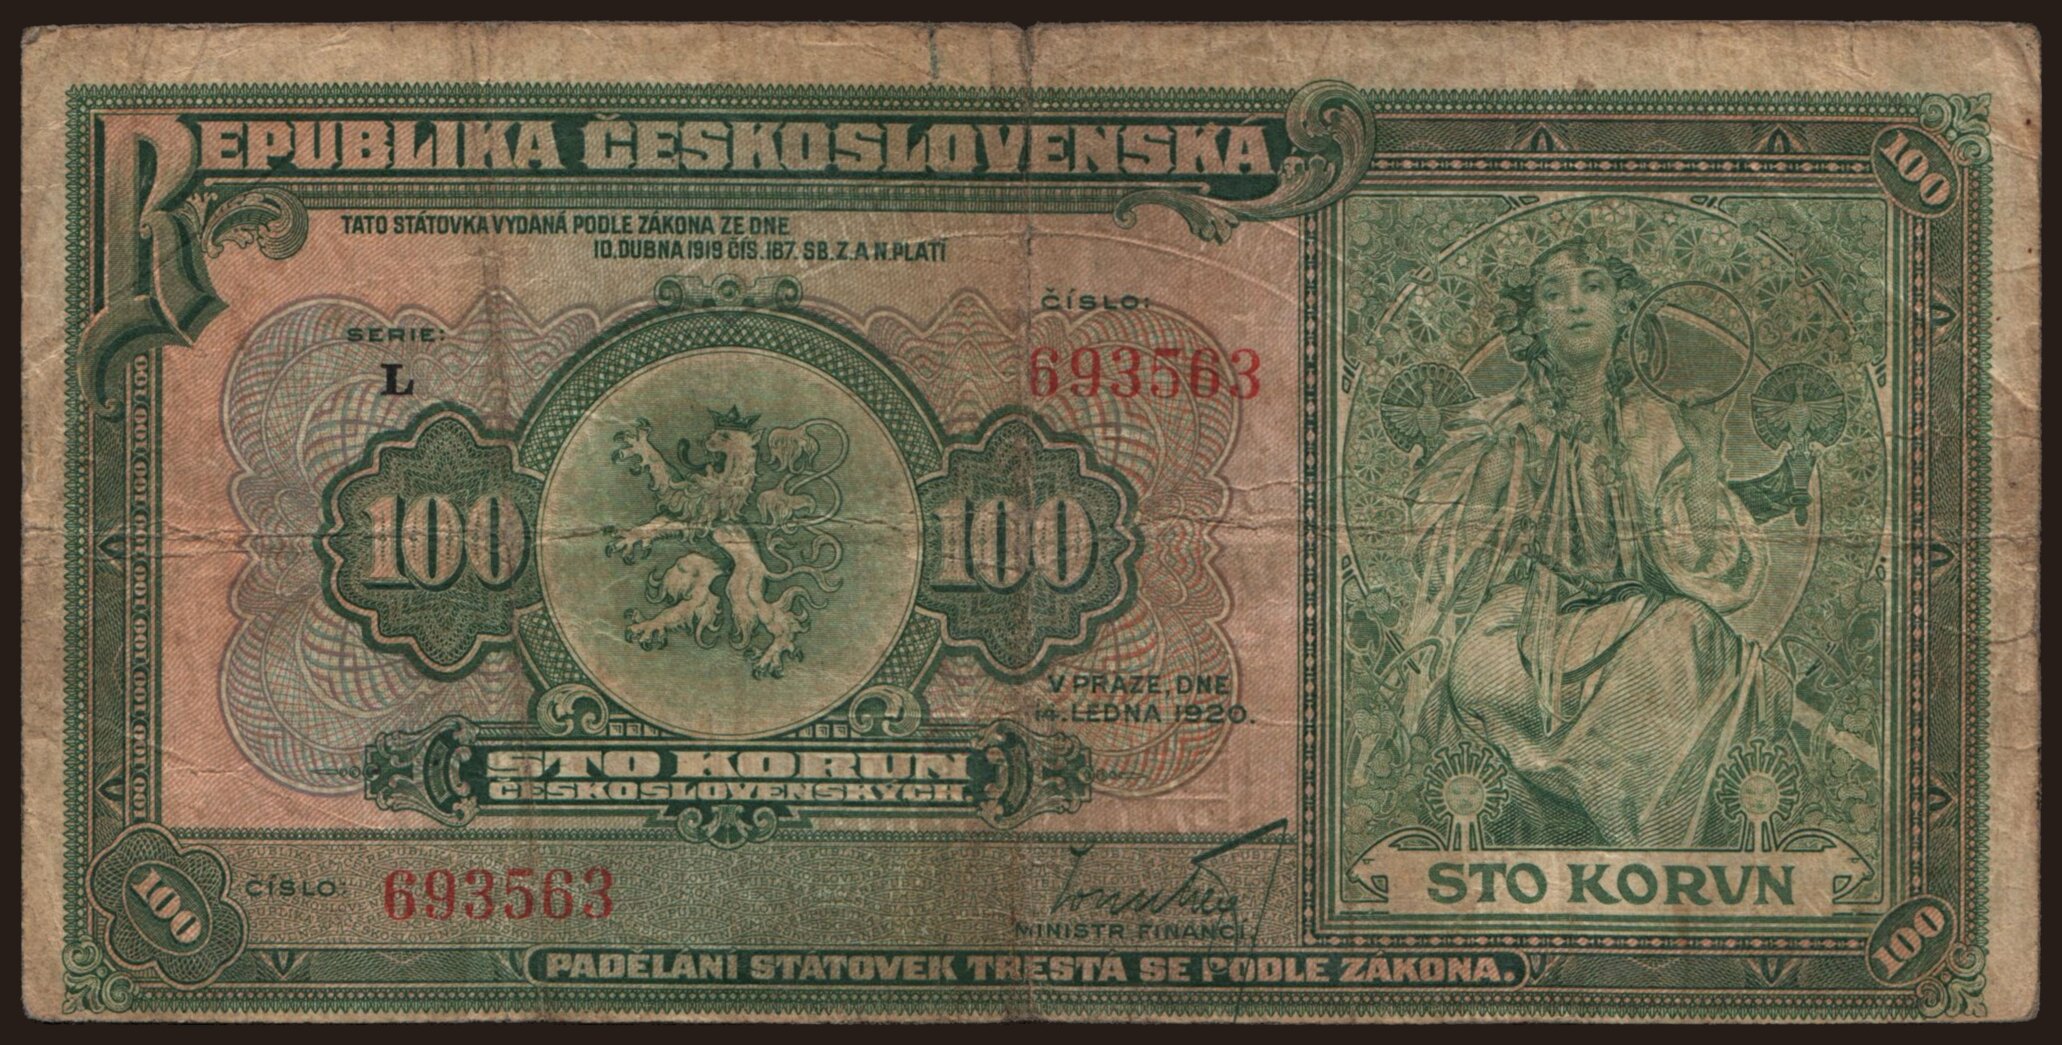 100
REPUBLIKA ČESKOSLOVENSKÁ
TATO STÁTOVKA VYDANÁ PODLE ZÁKONA ZE DNE
10. DUBNA 1919 ČÍS. 187. SB. Z. A N. PLATÍ
SERIE:
L
ČÍSLO:
693563
100
100
V PRAZE, DNE
14. LEDNA 1920.
STO KORUN
ČESKOSLOVENSKÝCH.
STO KORVN
100
ČÍSLO:
693563
MINISTR FINANCÍ.
100
PADĚLÁNÍ STÁTOVEK TRESTÁ SE PODLE ZÁKONA.